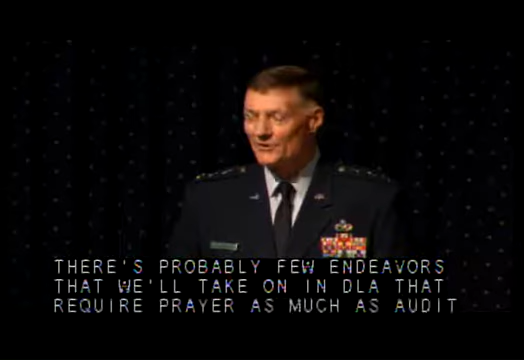 THERE'S PROBABLY FEW ENDEAVORS
THAT WE'LL TAKE ON IN DLA THAT
REQUIRE PRAYER AS MUCH AS AUDIT